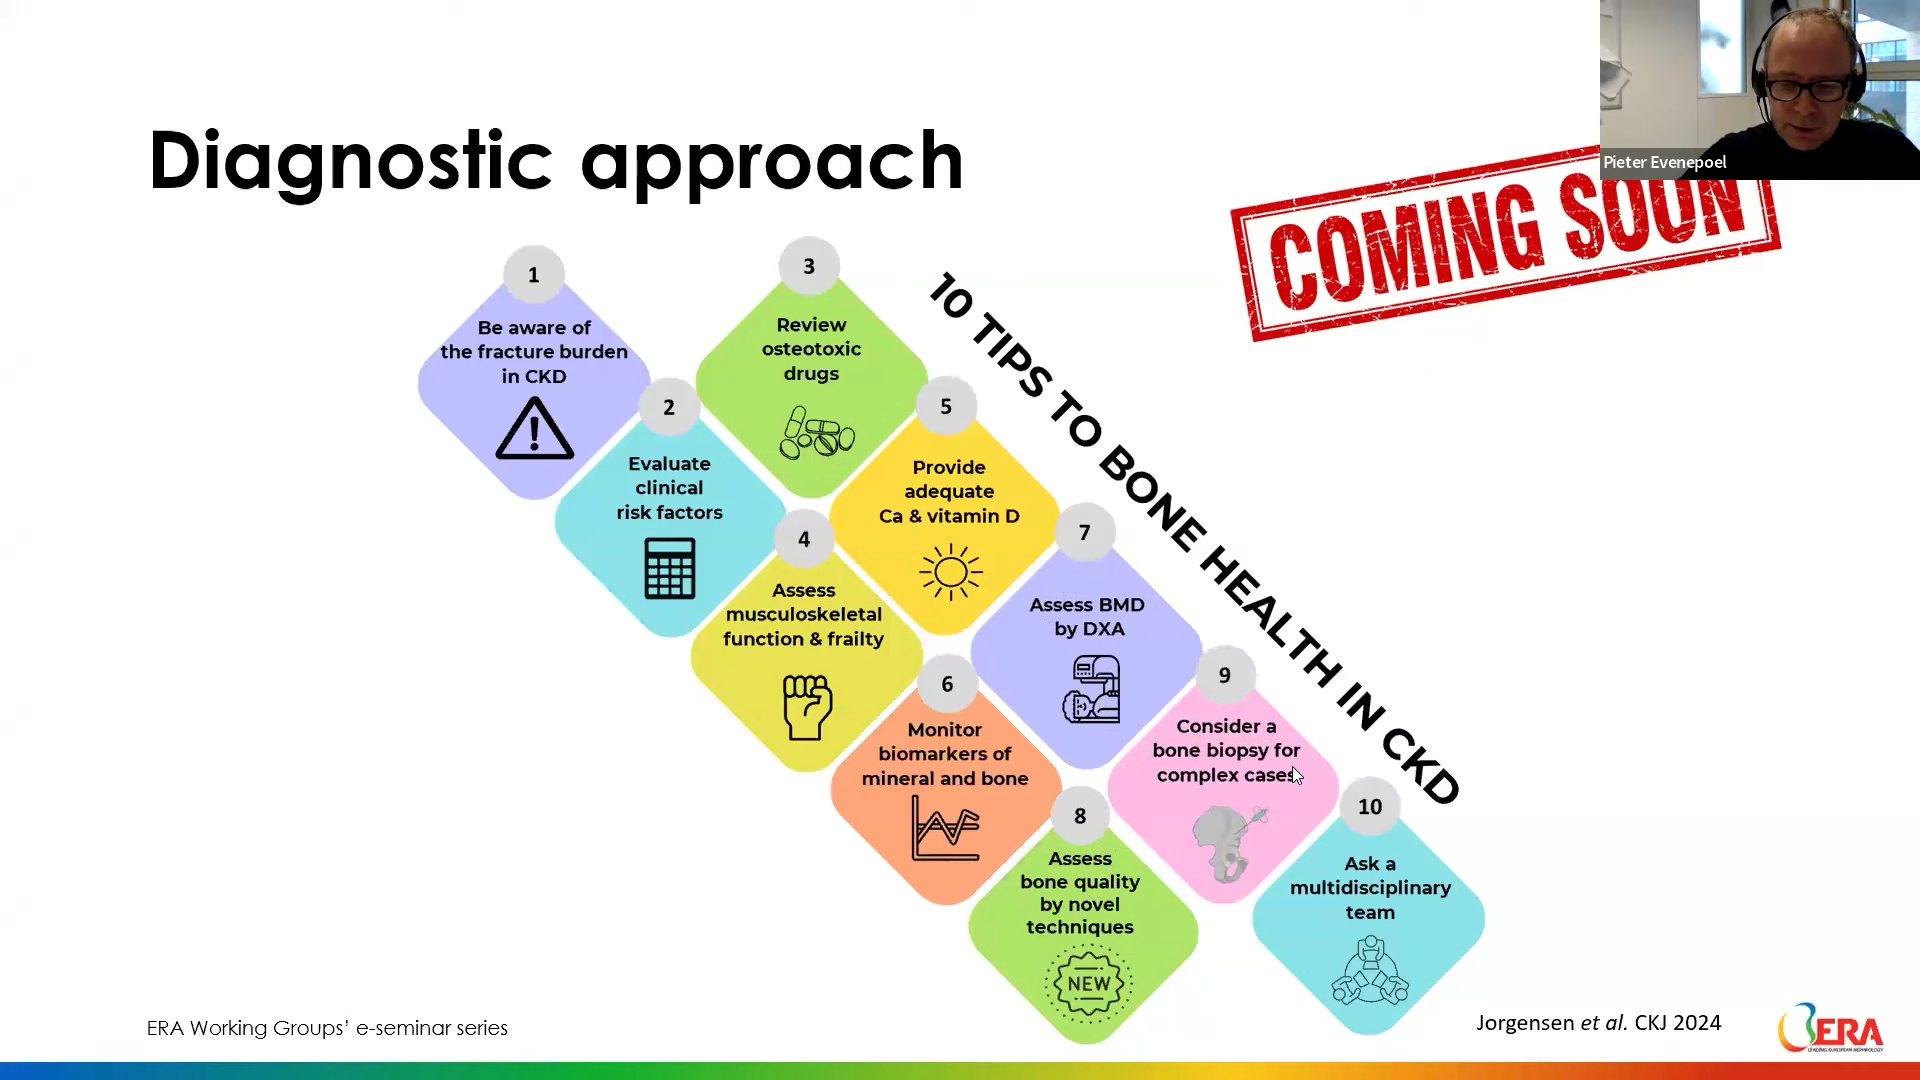 Pieter Evenepoel
Diagnostic approach
COMING SOON
1
Be aware of
the fracture burden
in CKD
2
Evaluate
clinical
risk factors
3
Review
osteotoxic
drugs
4
Assess
musculoskeletal
function & frailty
5
Provide
adequate
Ca & vitamin D
6
Monitor
biomarkers of
mineral and bone
7
Assess BMD
by DXA
8
Assess
bone quality
by novel
techniques
NEW
9
Consider a
bone biopsy for
complex cases
10
Ask a
multidisciplinary
team
10 TIPS TO BONE HEALTH IN CKD
ERA Working Groups’ e-seminar series
Jorgensen et al. CKJ 2024
ERA
LEADING EUROPEAN NEPHROLOGY